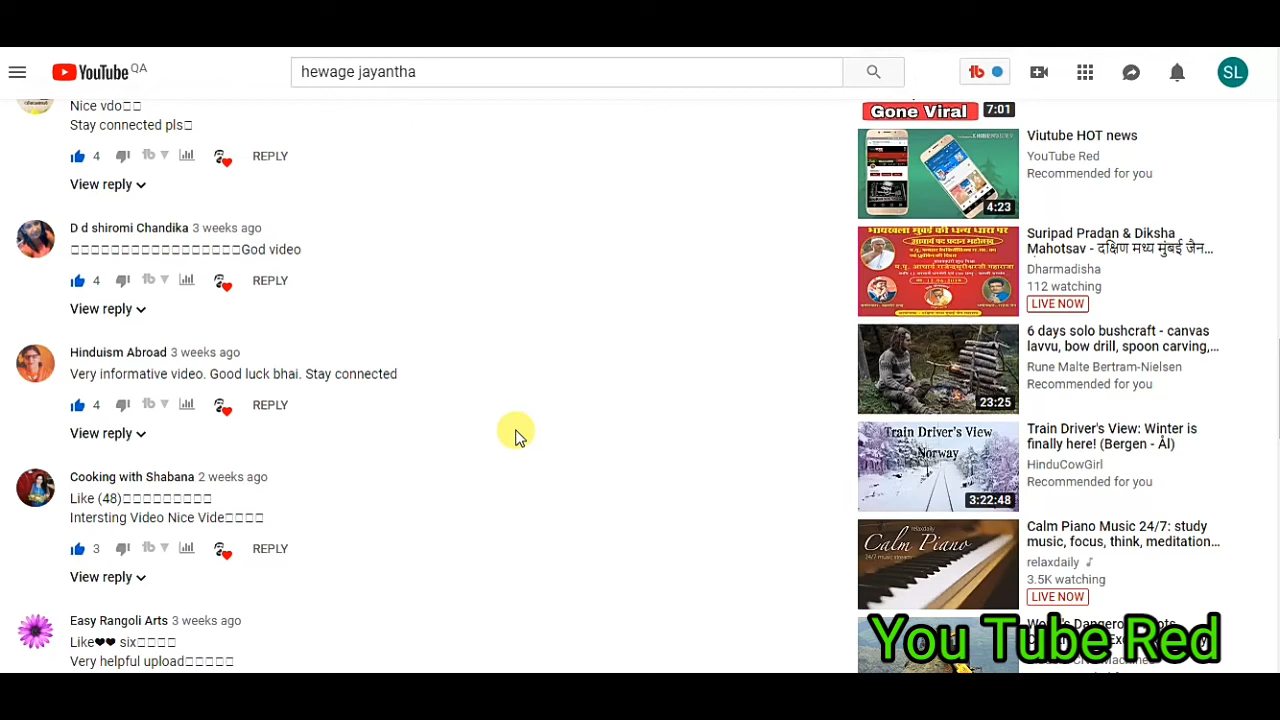 YouTube QA
hewage jayantha
SL
Nice vdo
Stay connected pls
4
REPLY
View reply
D d shiromi Chandika 3 weeks ago
God video
4
REPLY
View reply
Hinduism Abroad 3 weeks ago
Very informative video. Good luck bhai. Stay connected
4
REPLY
View reply
Cooking with Shabana 2 weeks ago
Like (48)
Intersting Video Nice Vide
3
REPLY
View reply
Easy Rangoli Arts 3 weeks ago
Like❤❤ six
Very helpful upload
Gone Viral
7:01
Viutube HOT news
YouTube Red
Recommended for you
4:23
Suripad Pradan & Diksha
Mahotsav - दक्षिण मध्य मुंबई जैन...
Dharmadisha
112 watching
LIVE NOW
6 days solo bushcraft - canvas
lavvu, bow drill, spoon carving,...
Rune Malte Bertram-Nielsen
Recommended for you
23:25
Train Driver's View
Norway
3:22:48
Train Driver's View: Winter is
finally here! (Bergen - Ål)
HinduCowGirl
Recommended for you
relaxdaily
Calm Piano
Calm Piano Music 24/7: study
music, focus, think, meditation...
relaxdaily
3.5K watching
LIVE NOW
You Tube Red